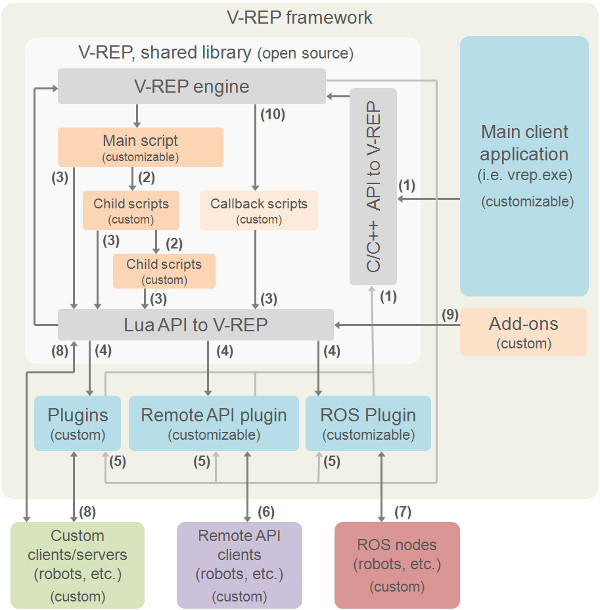 V-REP framework
V-REP, shared library (open source)
V-REP engine
(10)
Main script
(customizable)
(3)
(2)
Child scripts
(custom)
Callback scripts
(custom)
(3)
(2)
Child scripts
(custom)
(3)
(3)
C/C++ API to V-REP
(1)
Main client
application
(i.e. vrep.exe)
(customizable)
(1)
Lua API to V-REP
(9)
Add-ons
(custom)
(8)
(4)
(4)
(4)
Plugins
(custom)
Remote API plugin
(customizable)
ROS Plugin
(customizable)
(5)
(5)
(5)
(8)
(6)
(7)
Custom
clients/servers
(robots, etc.)
(custom)
Remote API
clients
(robots, etc.)
(custom)
ROS nodes
(robots, etc.)
(custom)